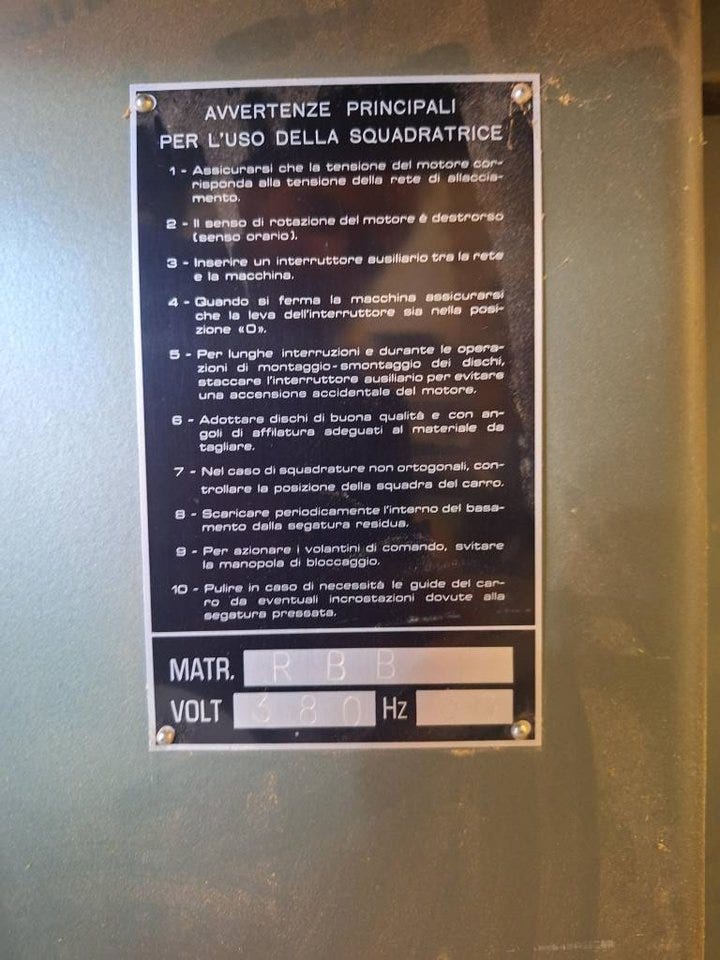 AVVERTENZE PRINCIPALI
PER L'USO DELLA SQUADRATRICE
1 - Assicurarsi che la tensione del motore cor-
risponda alla tensione della rete di allaccia-
mento.
2 - Il senso di rotazione del motore è destrorso
(senso orario).
3 - Inserire un interruttore ausiliario tra la rete
e la macchina.
4 - Quando si ferma la macchina assicurarsi
che la leva dell'interruttore sia nella posi-
zione «O».
5 - Per lunghe interruzioni e durante le opera-
zioni di montaggio-smontaggio dei dischi,
staccare l'interruttore ausiliario per evitare
una accensione accidentale del motore.
6 - Adottare dischi di buona qualità e con an-
goli di affilatura adeguati al materiale da
tagliare.
7 - Nel caso di squadrature non ortogonali, con-
trollare la posizione della squadra del carro.
8 - Scaricare periodicamente l'interno del basa-
mento dalla segatura residua.
9 - Per azionare i volantini di comando, svitare
la manopola di bloccaggio.
10 - Pulire in caso di necessità le guide del car-
ro da eventuali incrostazioni dovute alla
segatura pressata.
MATR. R B B
VOLT 380 Hz